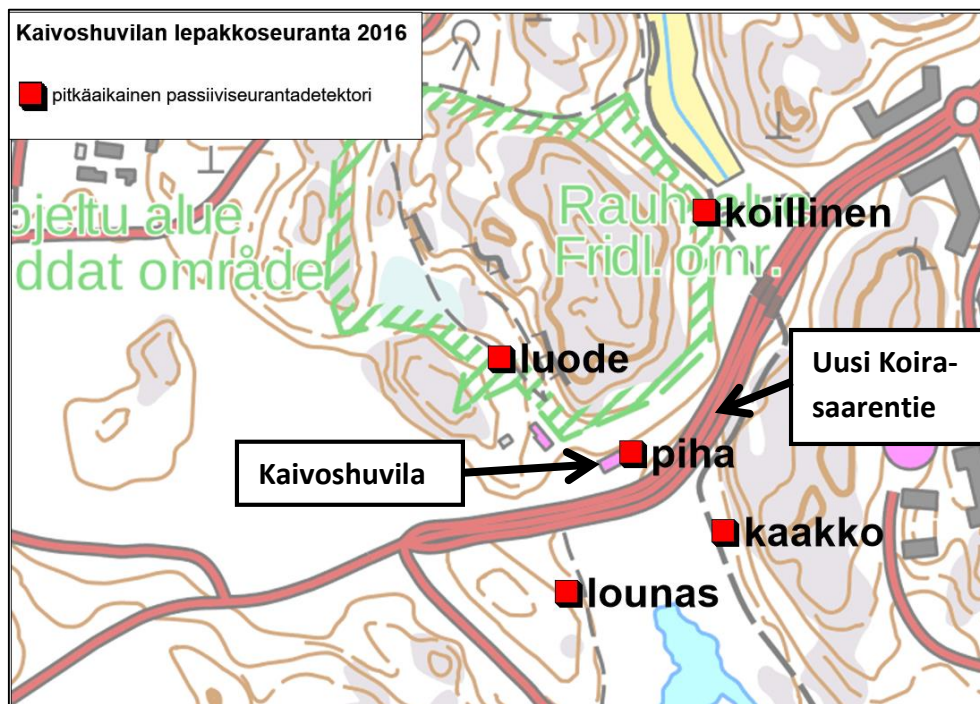 Kaivoshuvilan lepakkoseuranta 2016
pitkäaikainen passiiviseurantadetektori
ojeltu alue
ddat område
Fridl. omr.
koillinen
luode
Uusi Koira-
saarentie
Kaivoshuvila
piha
kaakko
lounas